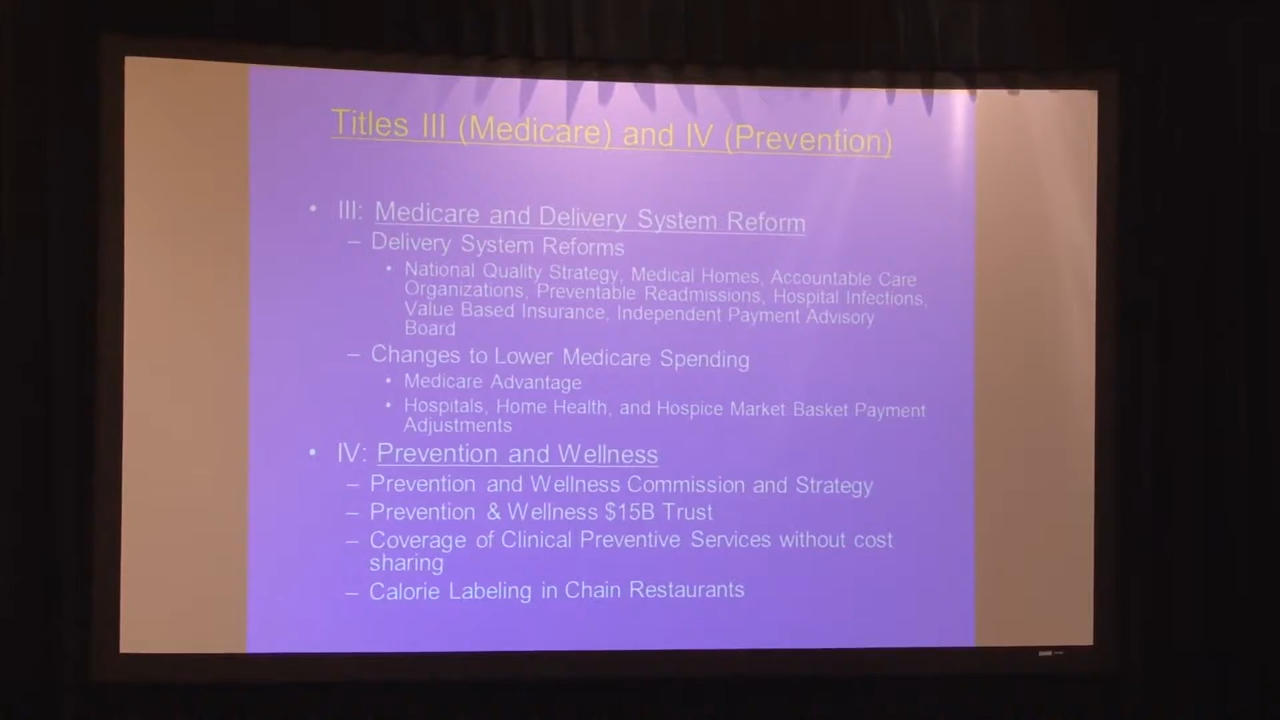 Titles III (Medicare) and IV (Prevention)
• III: Medicare and Delivery System Reform
– Delivery System Reforms
• National Quality Strategy, Medical Homes, Accountable Care
Organizations, Preventable Readmissions, Hospital Infections,
Value Based Insurance, Independent Payment Advisory
Board
– Changes to Lower Medicare Spending
• Medicare Advantage
• Hospitals, Home Health, and Hospice Market Basket Payment
Adjustments
• IV: Prevention and Wellness
– Prevention and Wellness Commission and Strategy
– Prevention & Wellness $15B Trust
– Coverage of Clinical Preventive Services without cost
sharing
– Calorie Labeling in Chain Restaurants